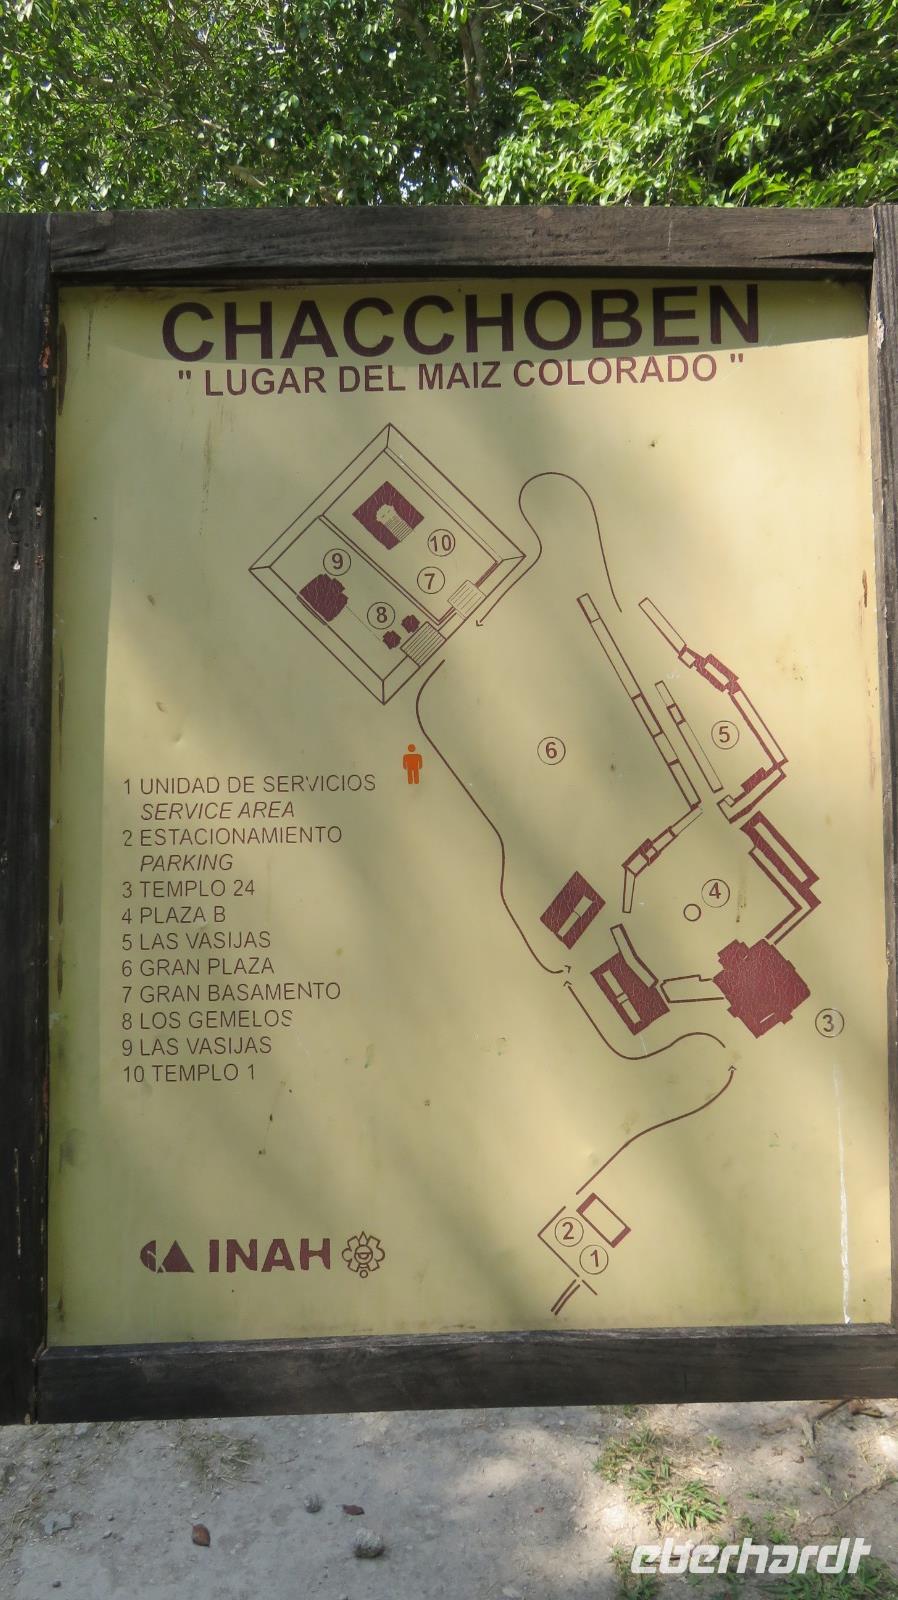 CHACCHOBEN
" LUGAR DEL MAIZ COLORADO "
10
9
7
8
5
6
4
3
1 UNIDAD DE SERVICIOS
SERVICE AREA
2 ESTACIONAMIENTO
PARKING
3 TEMPLO 24
4 PLAZA B
5 LAS VASIJAS
6 GRAN PLAZA
7 GRAN BASAMENTO
8 LOS GEMELOS
9 LAS VASIJAS
10 TEMPLO 1
2
1
INAH
eberhardt